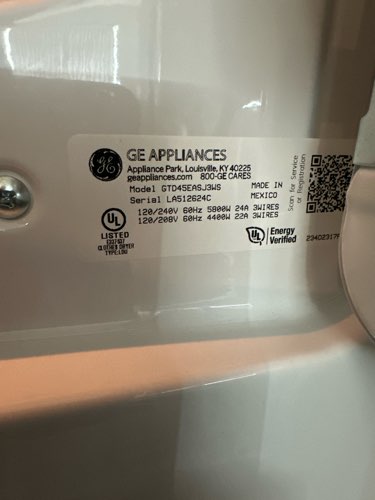 GE APPLIANCES
Appliance Park, Louisville, KY 40225
geappliances.com 800-GE CARES
Model GTD45EASJ3WS
MADE IN
MEXICO
Serial LA512624C
UL
LISTED
CLOTHES DRYER
120/240V 60Hz 5800W 24A 3WIRES
120/208V 60Hz 4400W 22A 3WIRES
UL
Energy
Verified
Scan for Service
or Registration